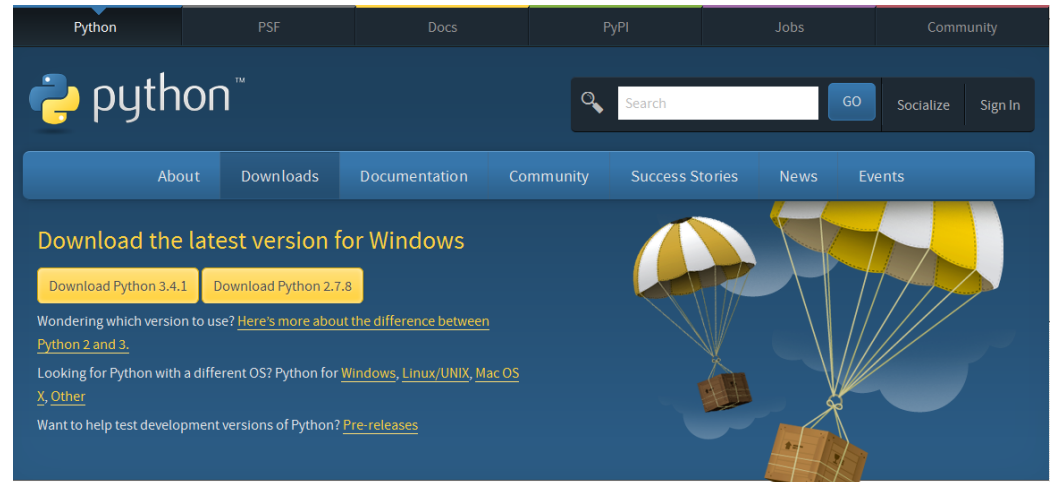 Python PSF Docs PyPI Jobs Community
python™
Search GO Socialize Sign In
About Downloads Documentation Community Success Stories News Events
Download the latest version for Windows
Download Python 3.4.1 Download Python 2.7.8
Wondering which version to use? Here's more about the difference between
Python 2 and 3.
Looking for Python with a different OS? Python for Windows, Linux/UNIX, Mac OS
X, Other
Want to help test development versions of Python? Pre-releases